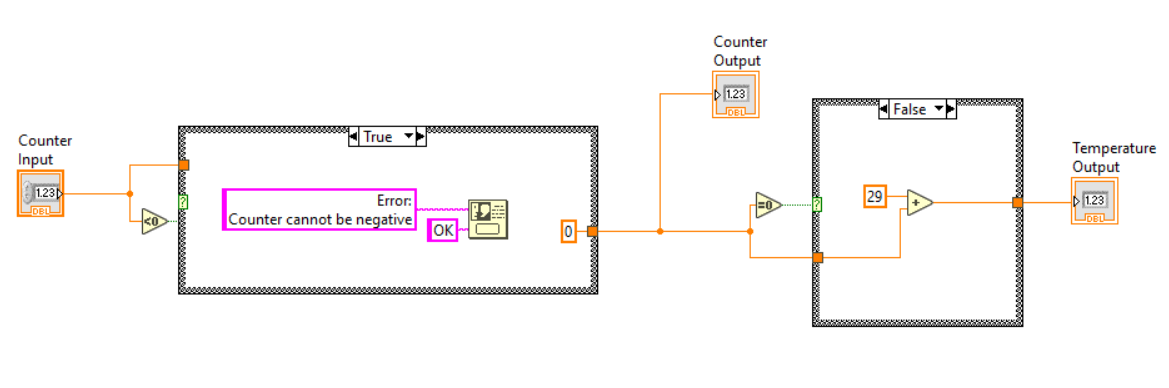 Counter
Input
1.23
DBL
<0
?
True
Error:
Counter cannot be negative
OK
0
Counter
Output
1.23
DBL
=0
?
False
29
+
Temperature
Output
1.23
DBL